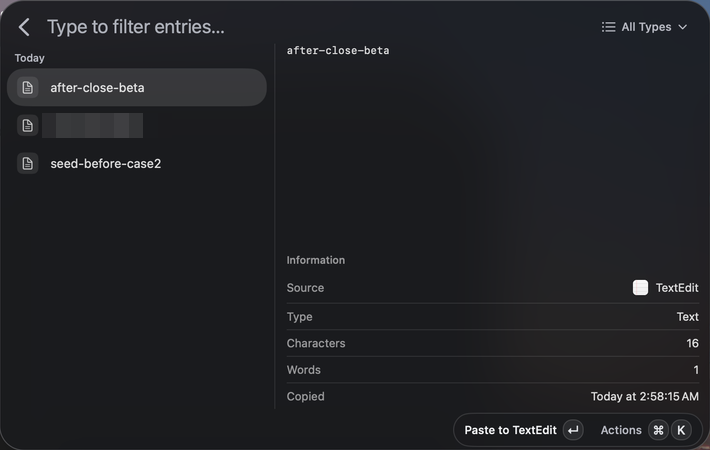 Type to filter entries...
All Types
Today
after-close-beta
seed-before-case2
after-close-beta
Information
Source TextEdit
Type Text
Characters 16
Words 1
Copied Today at 2:58:15 AM
Paste to TextEdit ↵ Actions ⌘ K